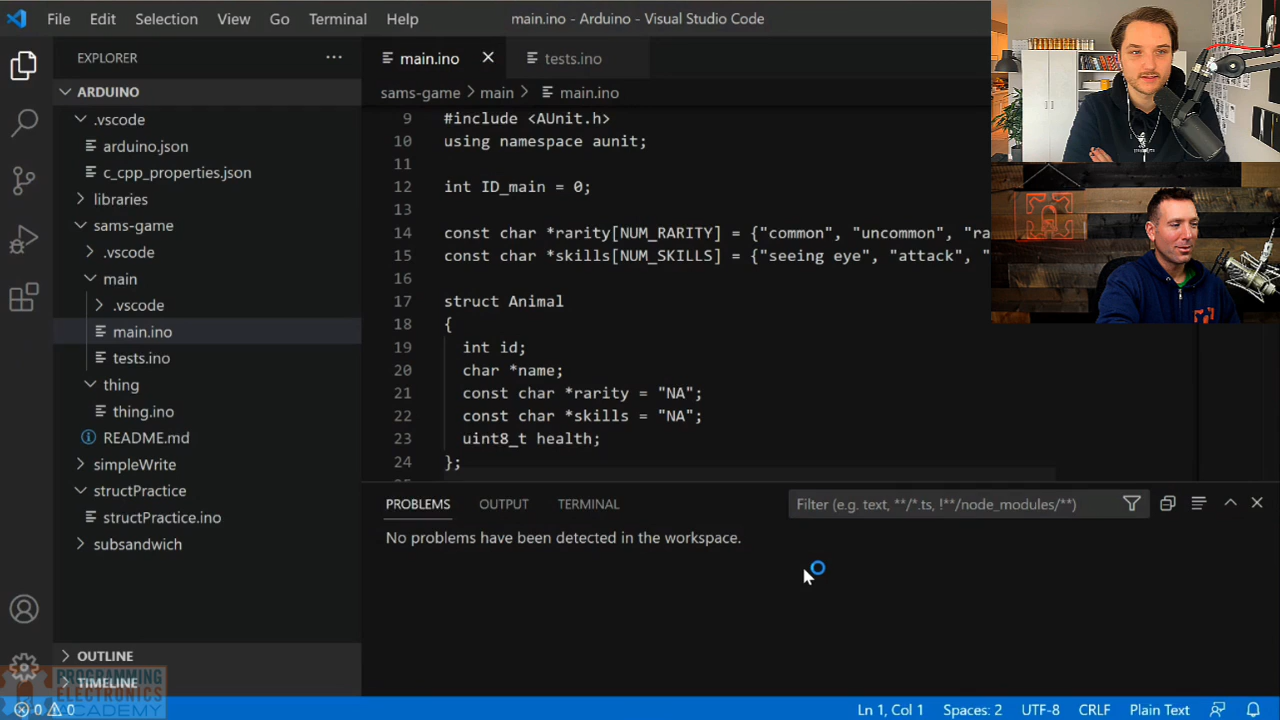 File Edit Selection View Go Terminal Help
main.ino - Arduino - Visual Studio Code
EXPLORER
ARDUINO
.vscode
arduino.json
c_cpp_properties.json
libraries
sams-game
.vscode
main
.vscode
main.ino
tests.ino
thing
thing.ino
README.md
simpleWrite
structPractice
structPractice.ino
subsandwich
OUTLINE
TIMELINE
main.ino tests.ino
sams-game > main > main.ino
9 #include <AUnit.h>
10 using namespace aunit;
11
12 int ID_main = 0;
13
14 const char *rarity[NUM_RARITY] = {"common", "uncommon", "ra
15 const char *skills[NUM_SKILLS] = {"seeing eye", "attack", "
16
17 struct Animal
18 {
19 int id;
20 char *name;
21 const char *rarity = "NA";
22 const char *skills = "NA";
23 uint8_t health;
24 };
PROBLEMS OUTPUT TERMINAL
Filter (e.g. text, **/*.ts, !**/node_modules/**)
No problems have been detected in the workspace.
PROGRAMMING
ELECTRONICS
ACADEMY
0 0
Ln 1, Col 1 Spaces: 2 UTF-8 CRLF Plain Text